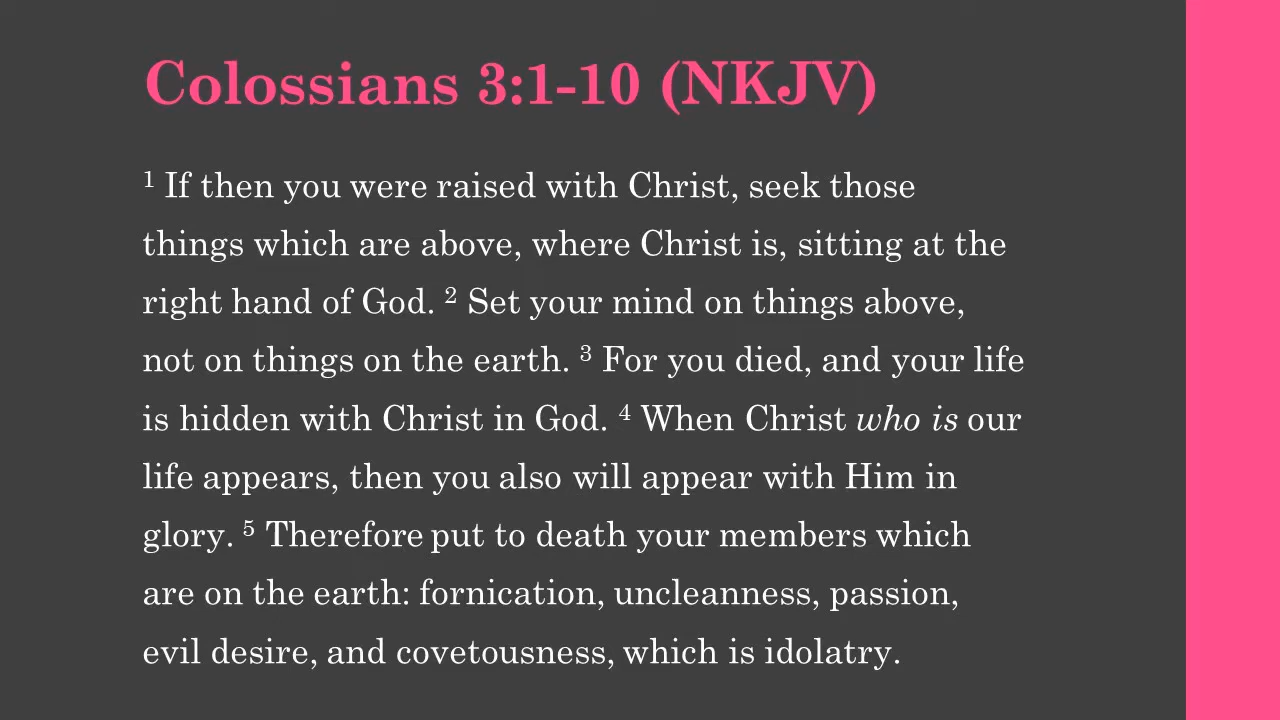 Colossians 3:1-10 (NKJV)
¹ If then you were raised with Christ, seek those
things which are above, where Christ is, sitting at the
right hand of God. ² Set your mind on things above,
not on things on the earth. ³ For you died, and your life
is hidden with Christ in God. ⁴ When Christ who is our
life appears, then you also will appear with Him in
glory. ⁵ Therefore put to death your members which
are on the earth: fornication, uncleanness, passion,
evil desire, and covetousness, which is idolatry.